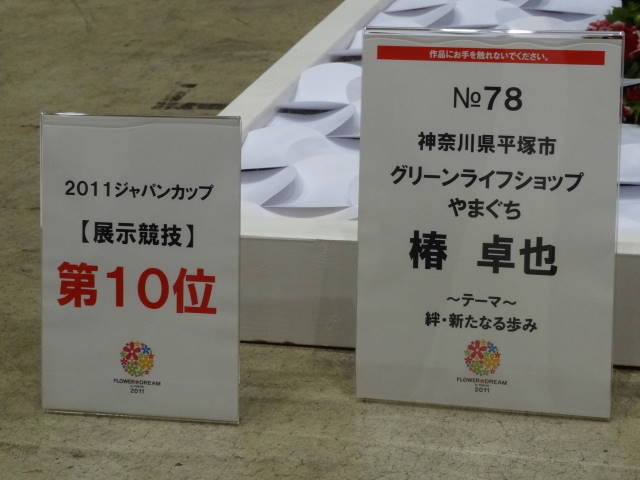 2011ジャパンカップ
【展示競技】
第10位
FLOWER DREAM
2011
作品にお手を触れないでください。
№78
神奈川県平塚市
グリーンライフショップ
やまぐち
椿 卓也
～テーマ～
絆・新たなる歩み
FLOWER DREAM
2011